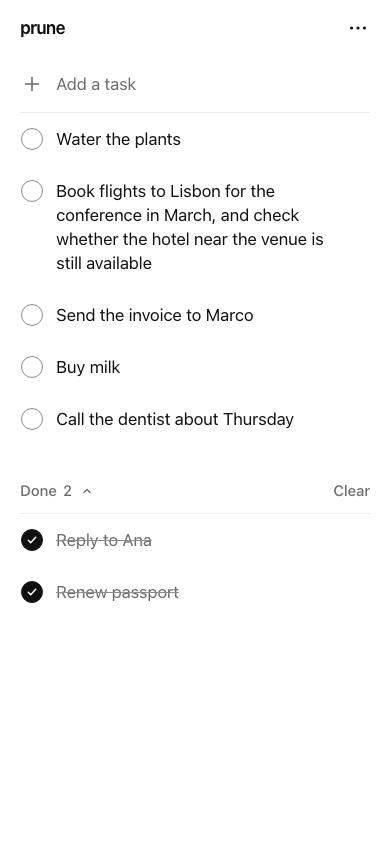 prune
Add a task
Water the plants
Book flights to Lisbon for the
conference in March, and check
whether the hotel near the venue is
still available
Send the invoice to Marco
Buy milk
Call the dentist about Thursday
Done 2
Clear
Reply to Ana
Renew passport